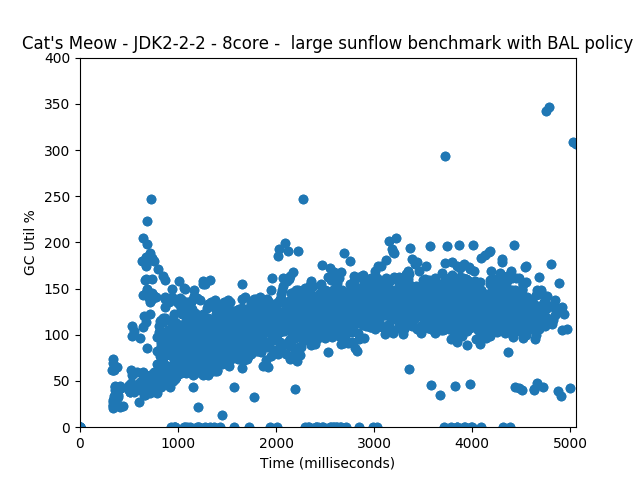 Cat's Meow - JDK2-2-2 - 8core -  large sunflow benchmark with BAL policy
400
350
300
250
200
150
100
50
0
GC Util %
0 1000 2000 3000 4000 5000
Time (milliseconds)